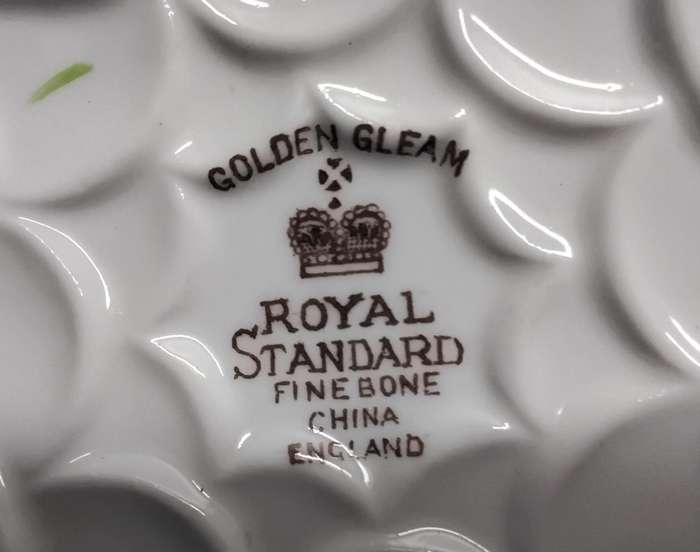 GOLDEN GLEAM
ROYAL
STANDARD
FINE BONE
CHINA
ENGLAND